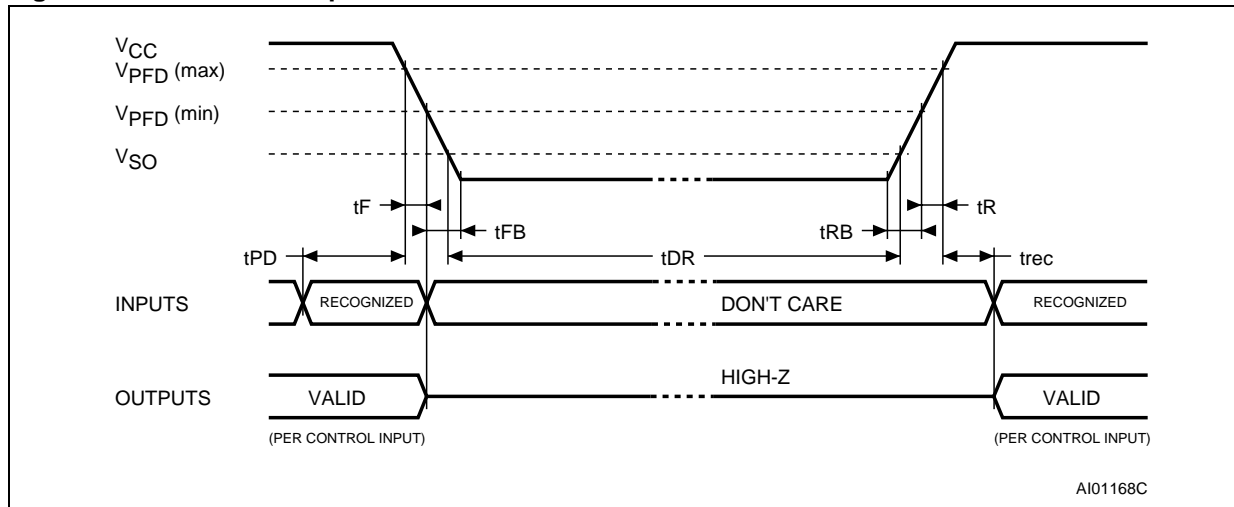 VCC
VPFD (max)
VPFD (min)
VSO
tF
tFB
tRB
tR
tPD
tDR
trec
INPUTS
RECOGNIZED
DON'T CARE
RECOGNIZED
HIGH-Z
OUTPUTS
VALID
VALID
(PER CONTROL INPUT)
(PER CONTROL INPUT)
AI01168C